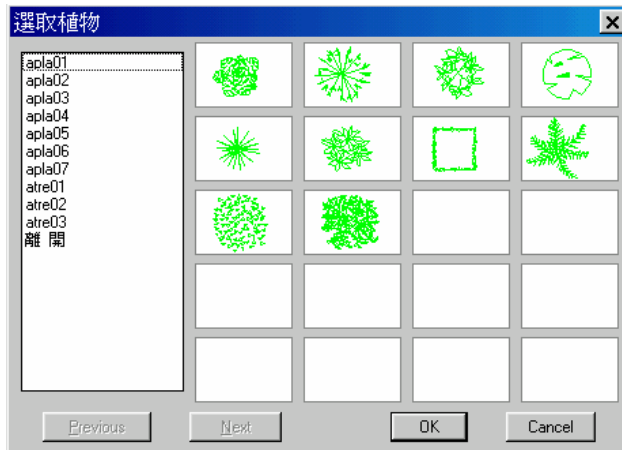 選取植物
apla01
apla02
apla03
apla04
apla05
apla06
apla07
atre01
atre02
atre03
離 開
Previous
Next
OK
Cancel